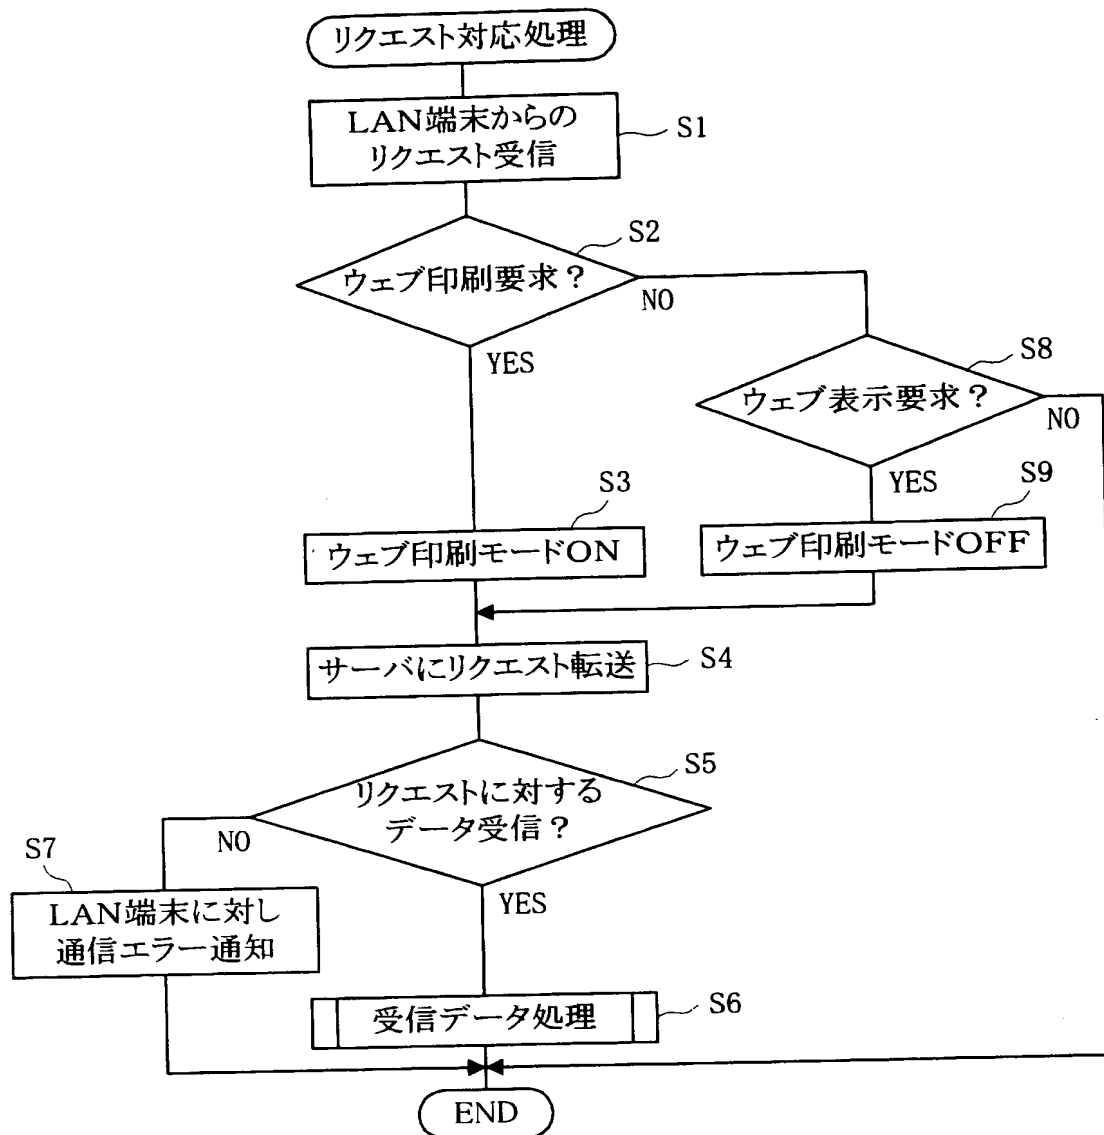 リクエスト対応処理
LAN端末からの
リクエスト受信
S1
S2
ウェブ印刷要求？
NO
YES
S8
ウェブ表示要求？
NO
YES
S3
ウェブ印刷モードON
S9
ウェブ印刷モードOFF
サーバにリクエスト転送
S4
S5
リクエストに対する
データ受信？
NO
YES
S7
LAN端末に対し
通信エラー通知
受信データ処理
S6
END